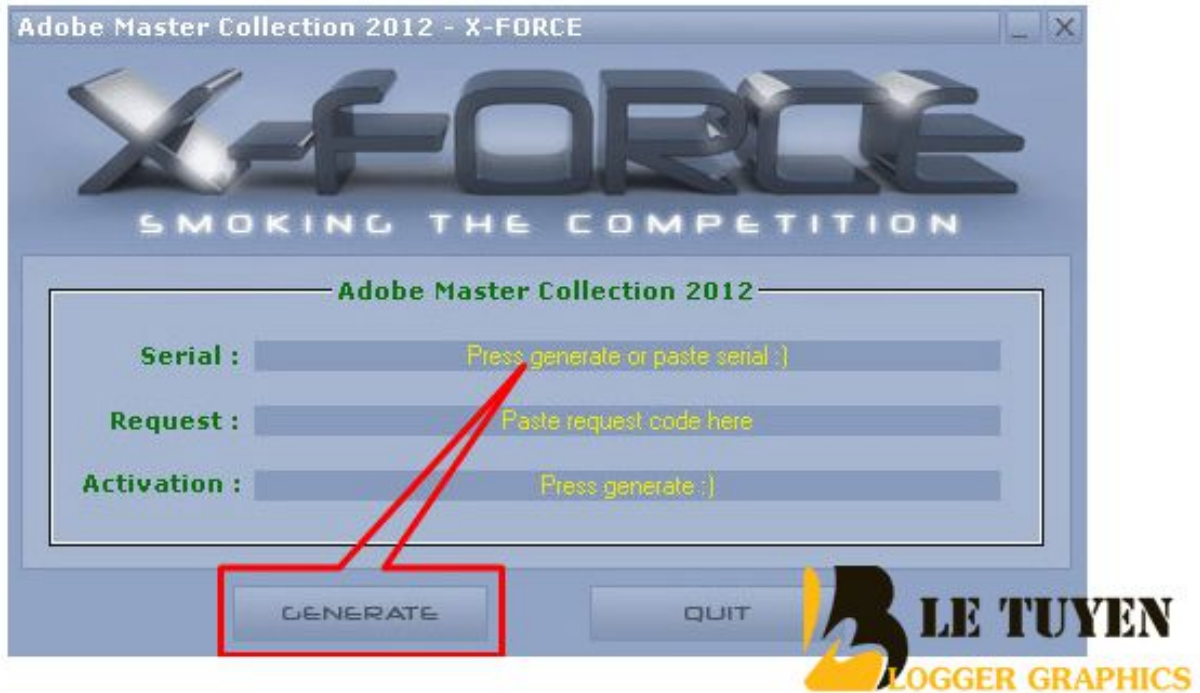 Adobe Master Collection 2012 - X-FORCE
X-FORCE
SMOKING THE COMPETITION
Adobe Master Collection 2012
Serial : Press generate or paste serial :)
Request : Paste request code here
Activation : Press generate :)
GENERATE QUIT
LE TUYEN
LOGGER GRAPHICS